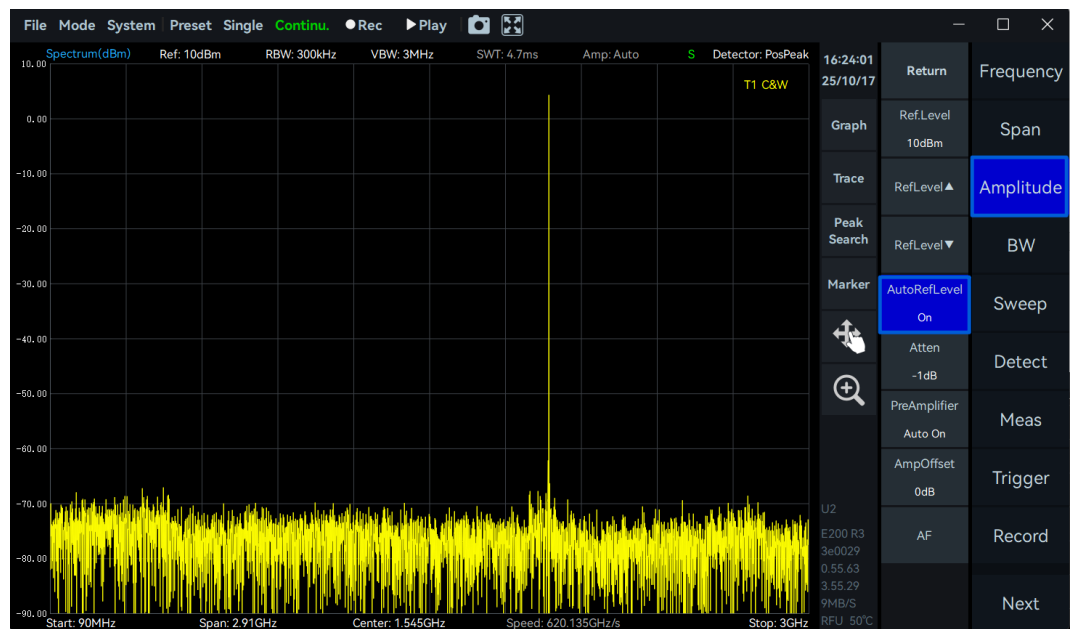 File Mode System Preset Single Continu. Rec Play
Spectrum(dBm) Ref: 10dBm RBW: 300kHz VBW: 3MHz SWT: 4.7ms Amp: Auto S Detector: PosPeak
T1 C&W
10.00
0.00
-10.00
-20.00
-30.00
-40.00
-50.00
-60.00
-70.00
-80.00
-90.00
Start: 90MHz Span: 2.91GHz Center: 1.545GHz Speed: 620.135GHz/s Stop: 3GHz
16:24:01
25/10/17
Graph
Trace
Peak
Search
Marker
U2
E200 R3
3e0029
0.55.63
3.55.29
9MB/S
RFU 50°C
Return
Ref.Level
10dBm
RefLevel▲
RefLevel▼
AutoRefLevel
On
Atten
-1dB
PreAmplifier
Auto On
AmpOffset
0dB
AF
Frequency
Span
Amplitude
BW
Sweep
Detect
Meas
Trigger
Record
Next